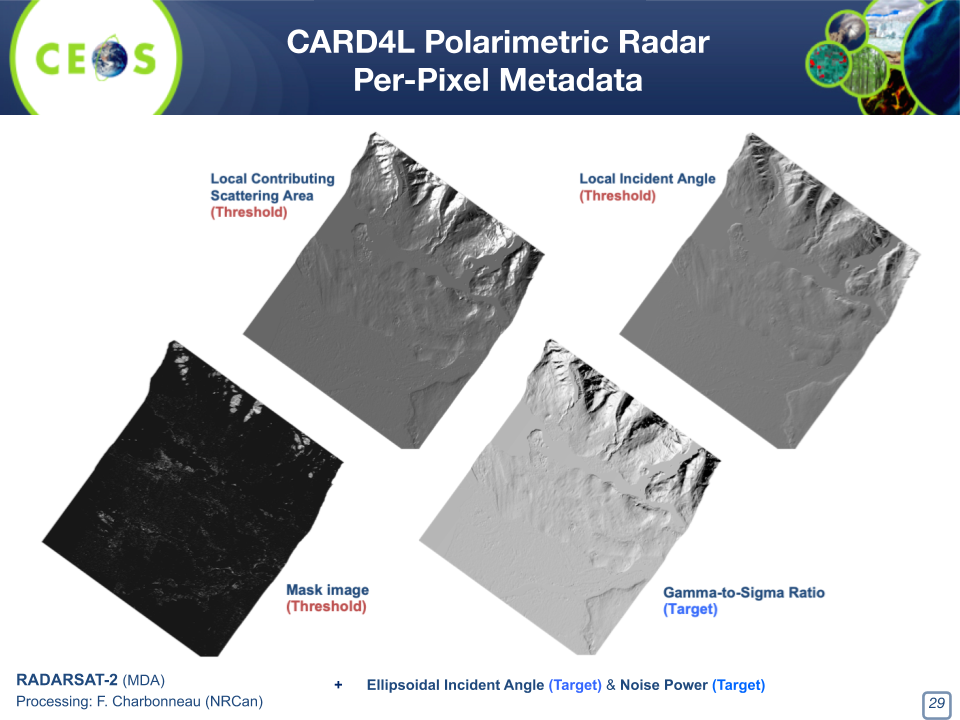 CEOS
CARD4L Polarimetric Radar
Per-Pixel Metadata
Local Contributing
Scattering Area
(Threshold)
Local Incident Angle
(Threshold)
Mask image
(Threshold)
Gamma-to-Sigma Ratio
(Target)
RADARSAT-2 (MDA)
Processing: F. Charbonneau (NRCan)
+ Ellipsoidal Incident Angle (Target) & Noise Power (Target)
29